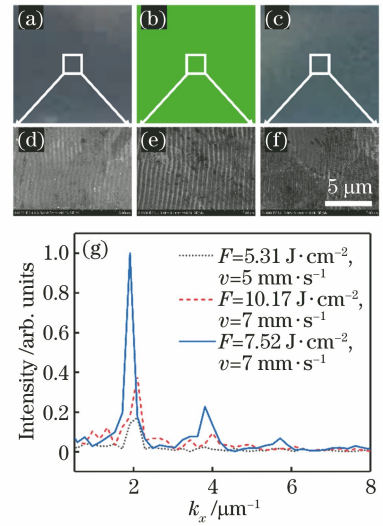 (a) (b) (c)
(d) (e) (f)
5 μm
(g)
F=5.31 J·cm⁻²,
v=5 mm·s⁻¹
F=10.17 J·cm⁻²,
v=7 mm·s⁻¹
F=7.52 J·cm⁻²,
v=7 mm·s⁻¹
Intensity/arb. units
1.0
0.8
0.6
0.4
0.2
0
2 4 6 8
kₓ/μm⁻¹